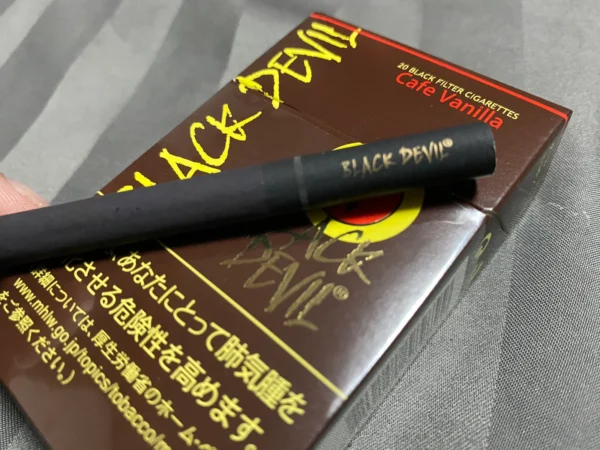 BLACK DEVIL
20 BLACK FILTER CIGARETTES
Cafe Vanilla
BLACK DEVIL®
BLACK
DEVIL®
あなたにとって肺気腫を
させる危険性を高めます
については、厚生労働省のホーム・
www.mhlw.go.jp/topics/tobacco/m
をご参照ください。)